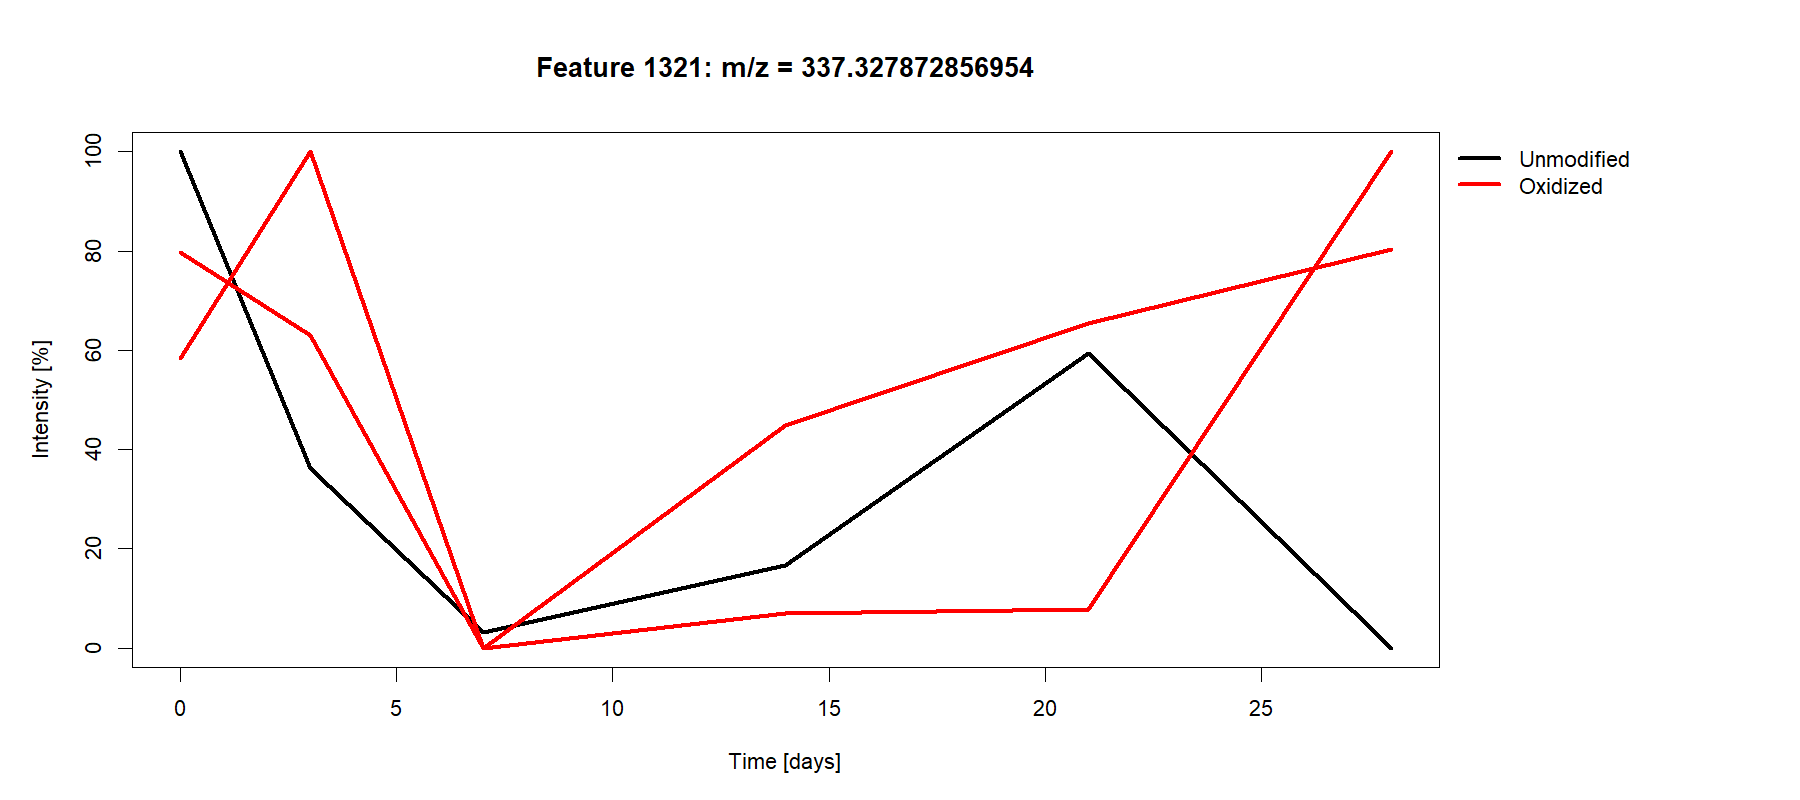 Feature 1321: m/z = 337.327872856954
Unmodified
Oxidized
Intensity [%]
100
80
60
40
20
0
0 5 10 15 20 25
Time [days]